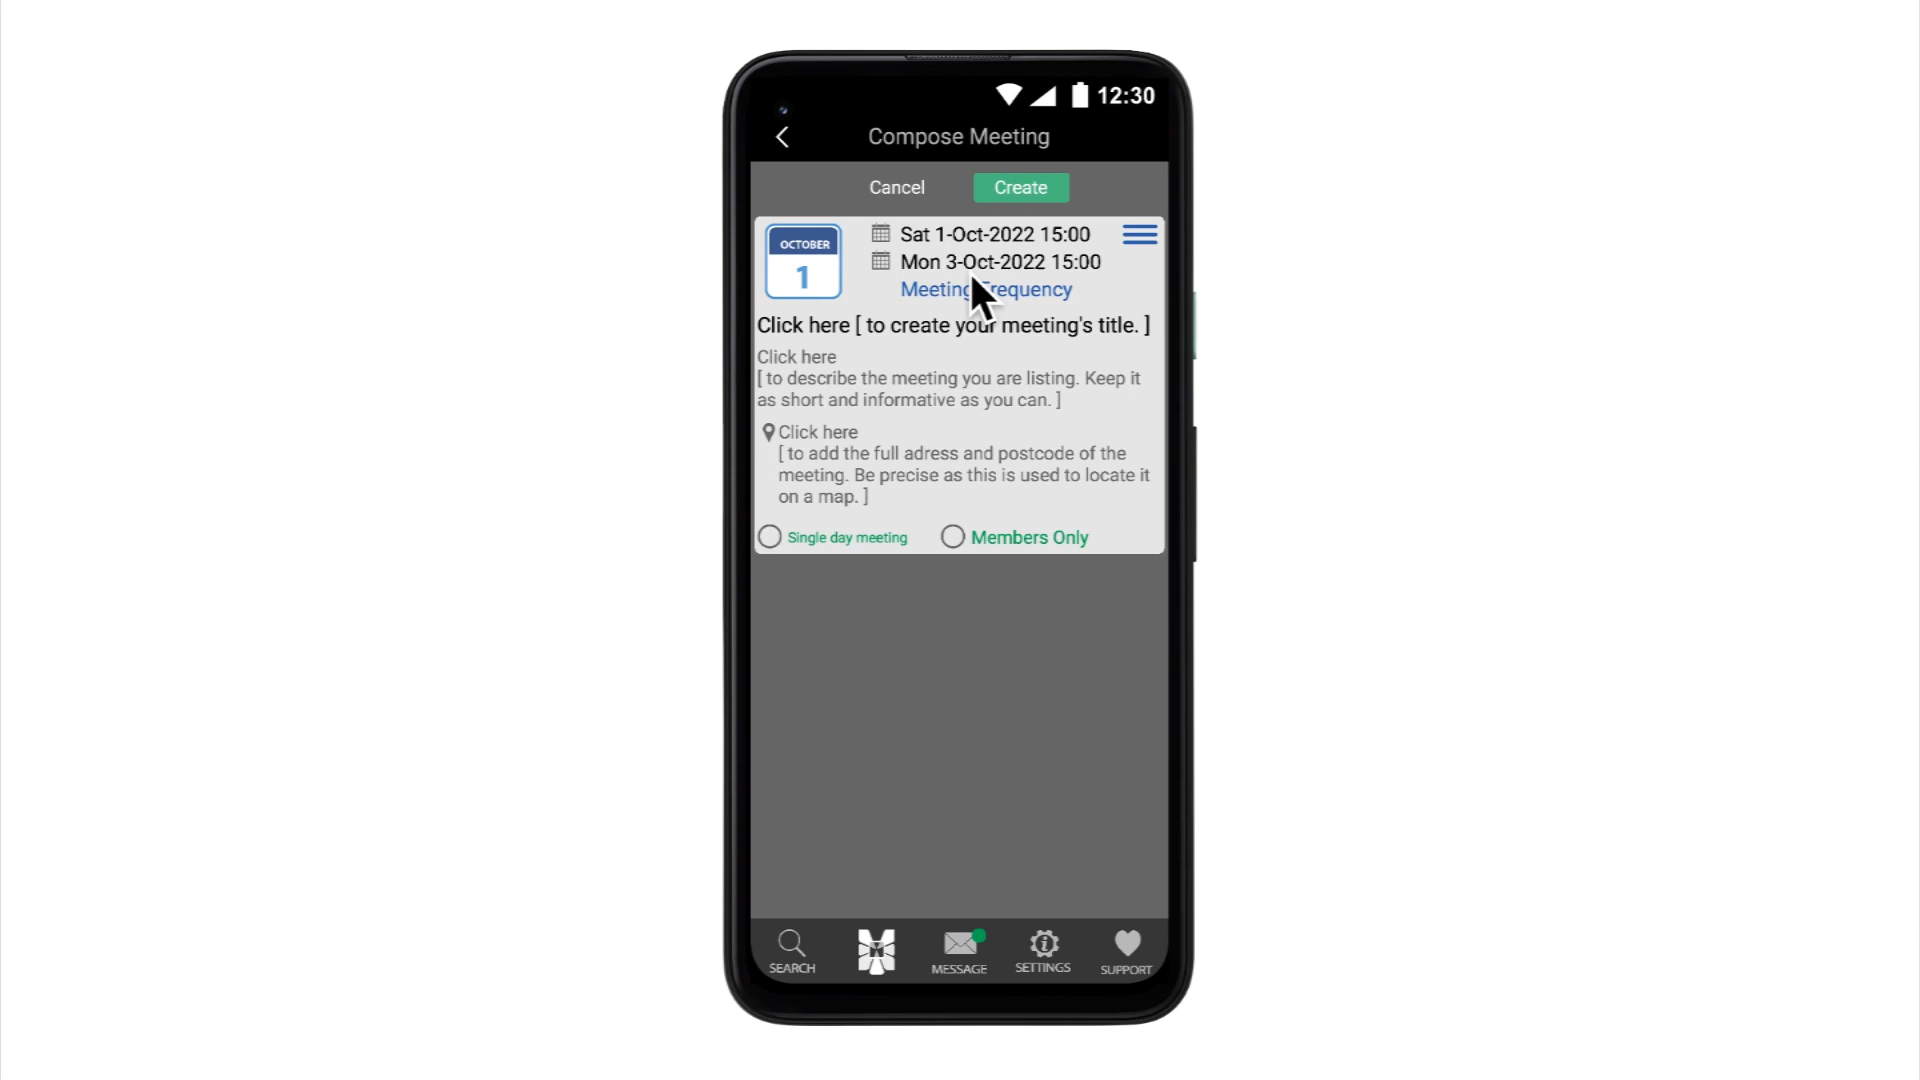 12:30
Compose Meeting
Cancel
Create
OCTOBER
1
Sat 1-Oct-2022 15:00
Mon 3-Oct-2022 15:00
Meeting Frequency
Click here [ to create your meeting's title. ]
Click here
[ to describe the meeting you are listing. Keep it
as short and informative as you can. ]
Click here
[ to add the full adress and postcode of the
meeting. Be precise as this is used to locate it
on a map. ]
Single day meeting
Members Only
SEARCH
MESSAGE
SETTINGS
SUPPORT